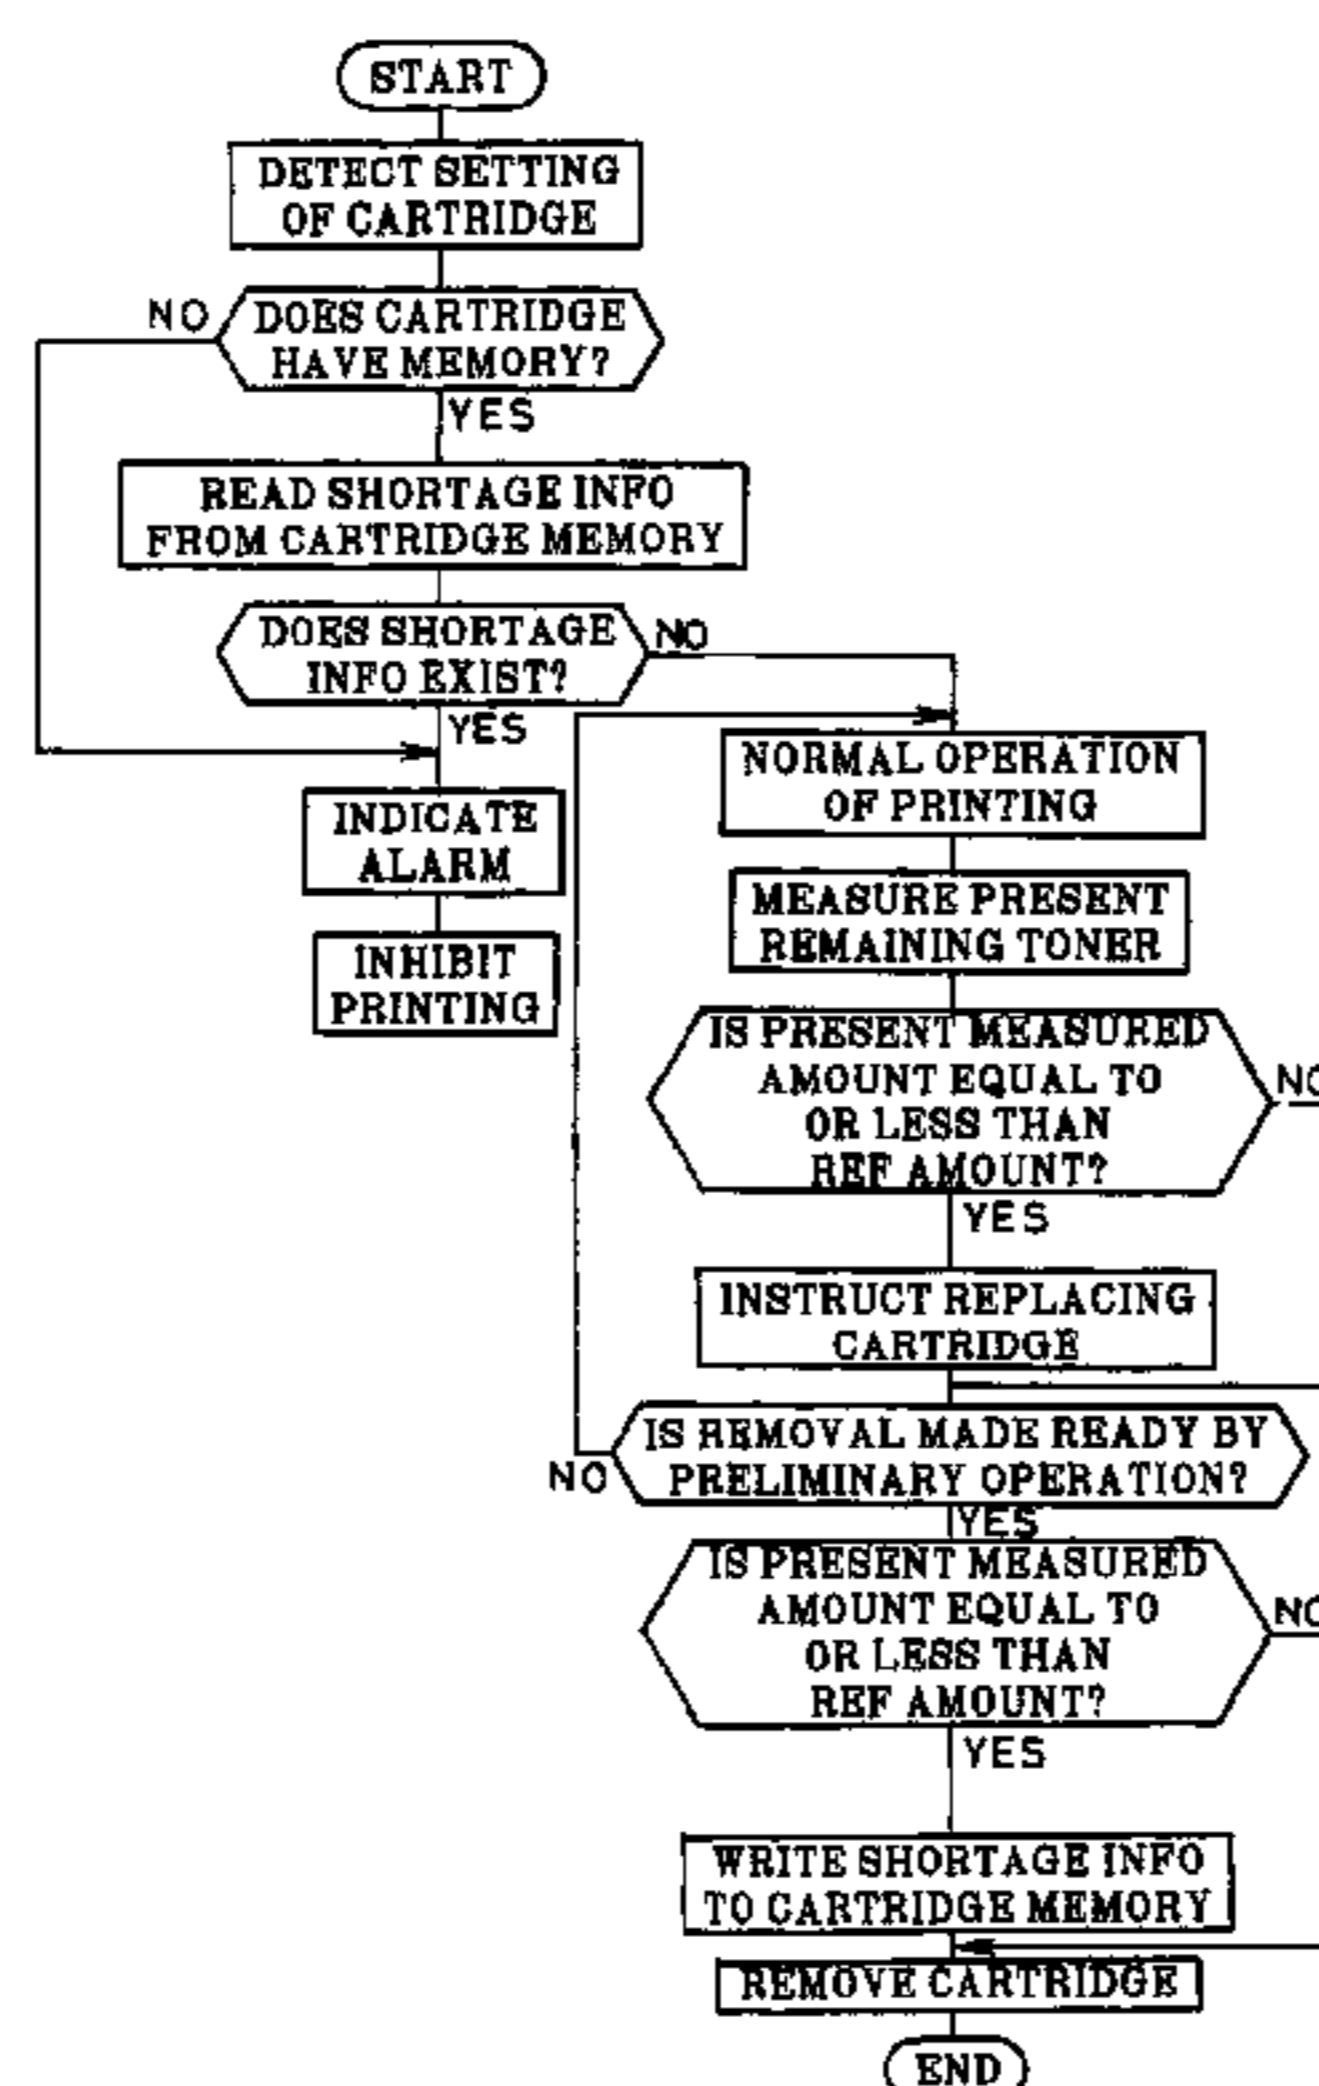 START
DETECT SETTING
OF CARTRIDGE
NO
DOES CARTRIDGE
HAVE MEMORY?
YES
READ SHORTAGE INFO
FROM CARTRIDGE MEMORY
DOES SHORTAGE
INFO EXIST?
NO
YES
INDICATE
ALARM
INHIBIT
PRINTING
NORMAL OPERATION
OF PRINTING
MEASURE PRESENT
REMAINING TONER
IS PRESENT MEASURED
AMOUNT EQUAL TO
OR LESS THAN
REF AMOUNT?
NO
YES
INSTRUCT REPLACING
CARTRIDGE
IS REMOVAL MADE READY BY
PRELIMINARY OPERATION?
NO
YES
IS PRESENT MEASURED
AMOUNT EQUAL TO
OR LESS THAN
REF AMOUNT?
NO
YES
WRITE SHORTAGE INFO
TO CARTRIDGE MEMORY
REMOVE CARTRIDGE
END